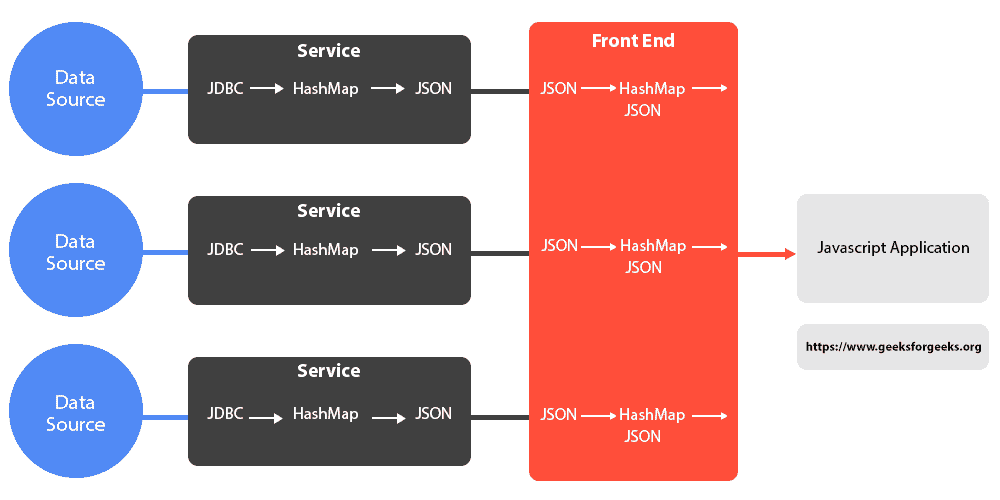 Data
Source
Service
JDBC HashMap JSON
Front End
JSON HashMap
JSON
Data
Source
Service
JDBC HashMap JSON
JSON HashMap
JSON
Javascript Application
https://www.geeksforgeeks.org
Data
Source
Service
JDBC HashMap JSON
JSON HashMap
JSON